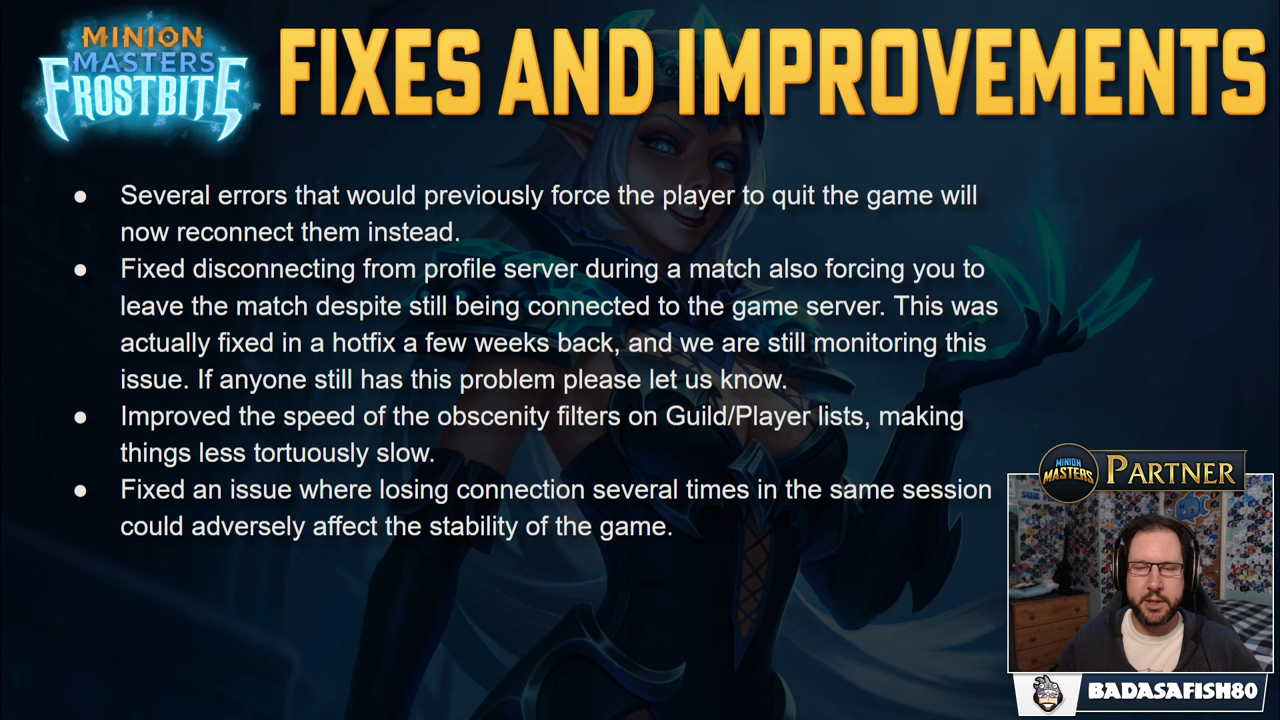 MINION
MASTERS
FROSTBITE
FIXES AND IMPROVEMENTS
● Several errors that would previously force the player to quit the game will
now reconnect them instead.
● Fixed disconnecting from profile server during a match also forcing you to
leave the match despite still being connected to the game server. This was
actually fixed in a hotfix a few weeks back, and we are still monitoring this
issue. If anyone still has this problem please let us know.
● Improved the speed of the obscenity filters on Guild/Player lists, making
things less tortuously slow.
● Fixed an issue where losing connection several times in the same session
could adversely affect the stability of the game.
MINION
MASTERS
PARTNER
BADASAFISH80